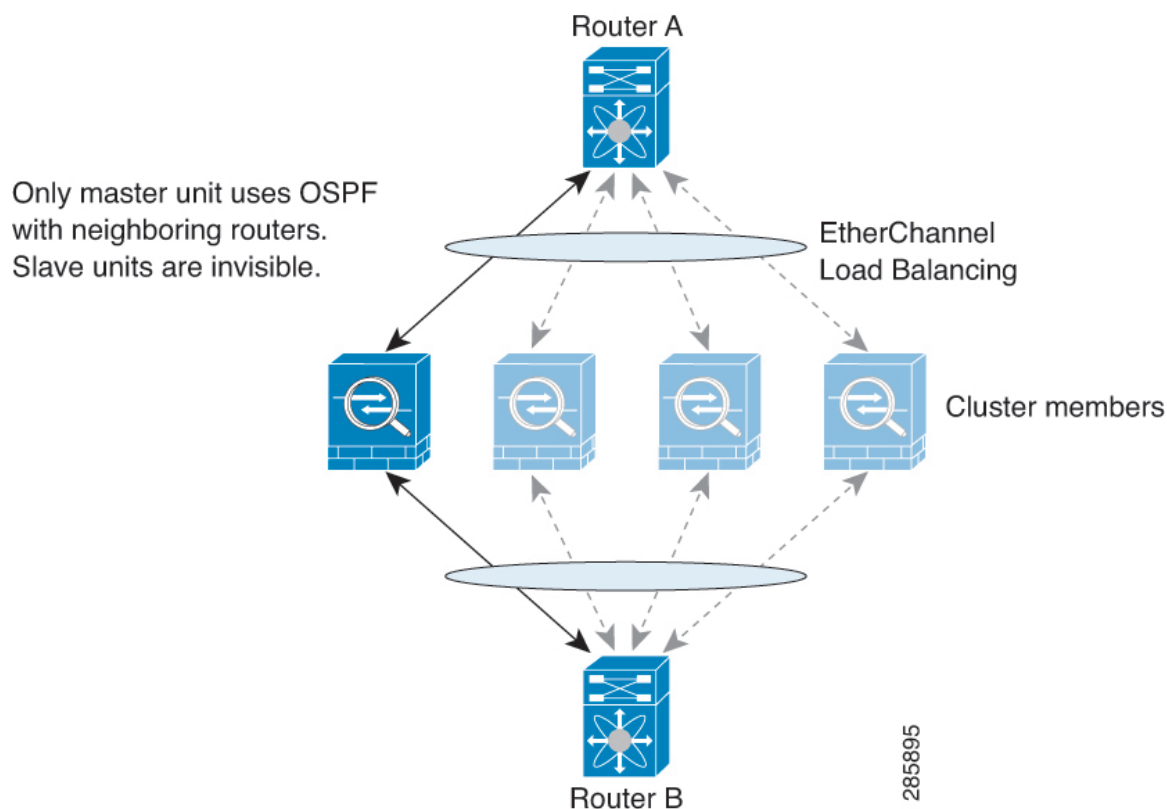 Router A
Only master unit uses OSPF
with neighboring routers.
Slave units are invisible.
EtherChannel
Load Balancing
Cluster members
Router B
285895